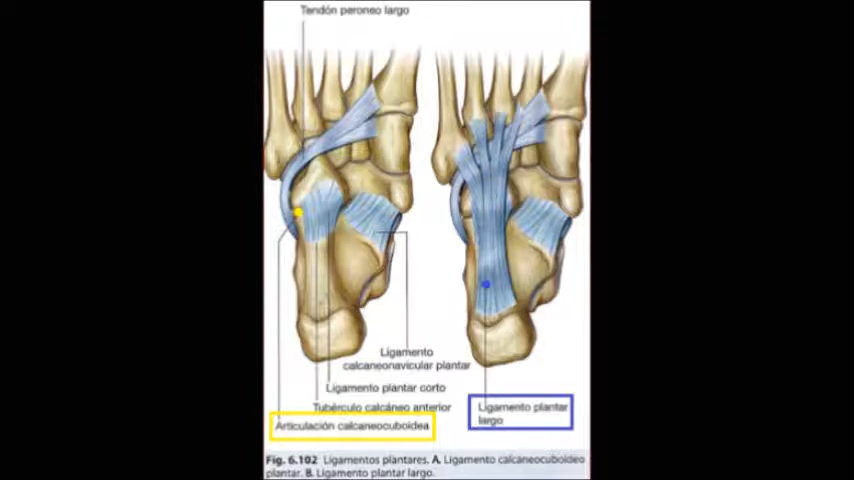 Tendón peroneo largo
Ligamento
calcaneonavicular plantar
Ligamento plantar corto
Tubérculo calcáneo anterior
Articulación calcaneocuboidea
Ligamento plantar
largo
Fig. 6.102 Ligamentos plantares. A. Ligamento calcaneocuboideo
plantar. B. Ligamento plantar largo.